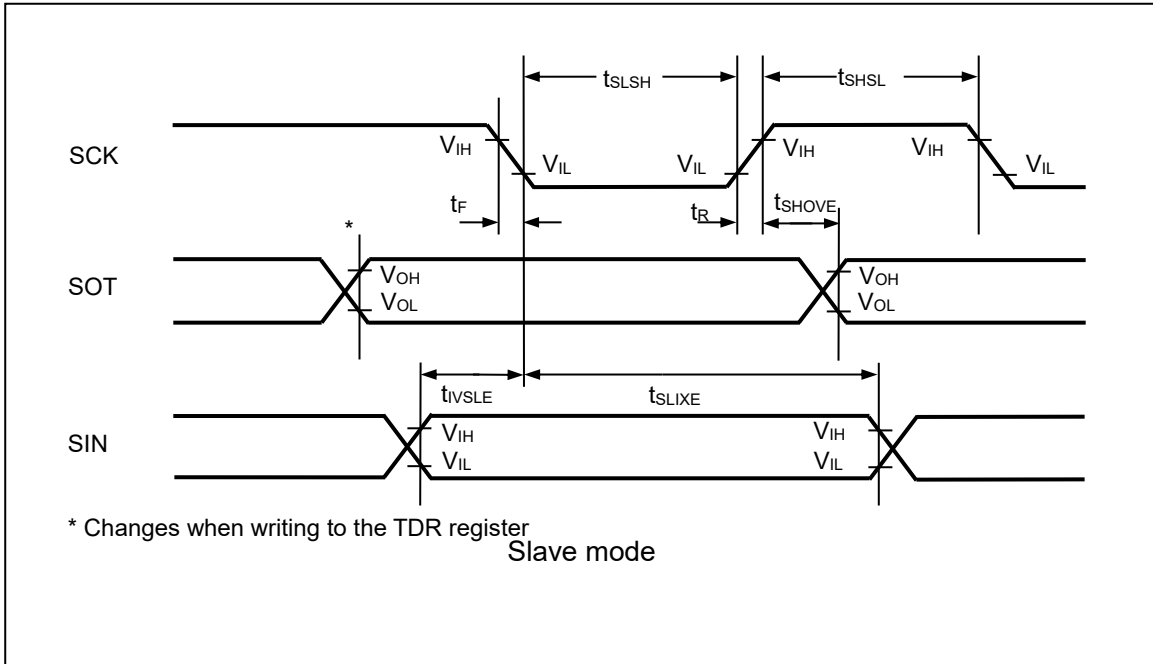 tSLSH tSHSL
SCK VIH VIL VIL VIH VIH VIL
tF tR tSHOVE
*
SOT VOH VOH
VOL VOL
tIVSLE tSLIXE
SIN VIH VIH
VIL VIL
* Changes when writing to the TDR register
Slave mode